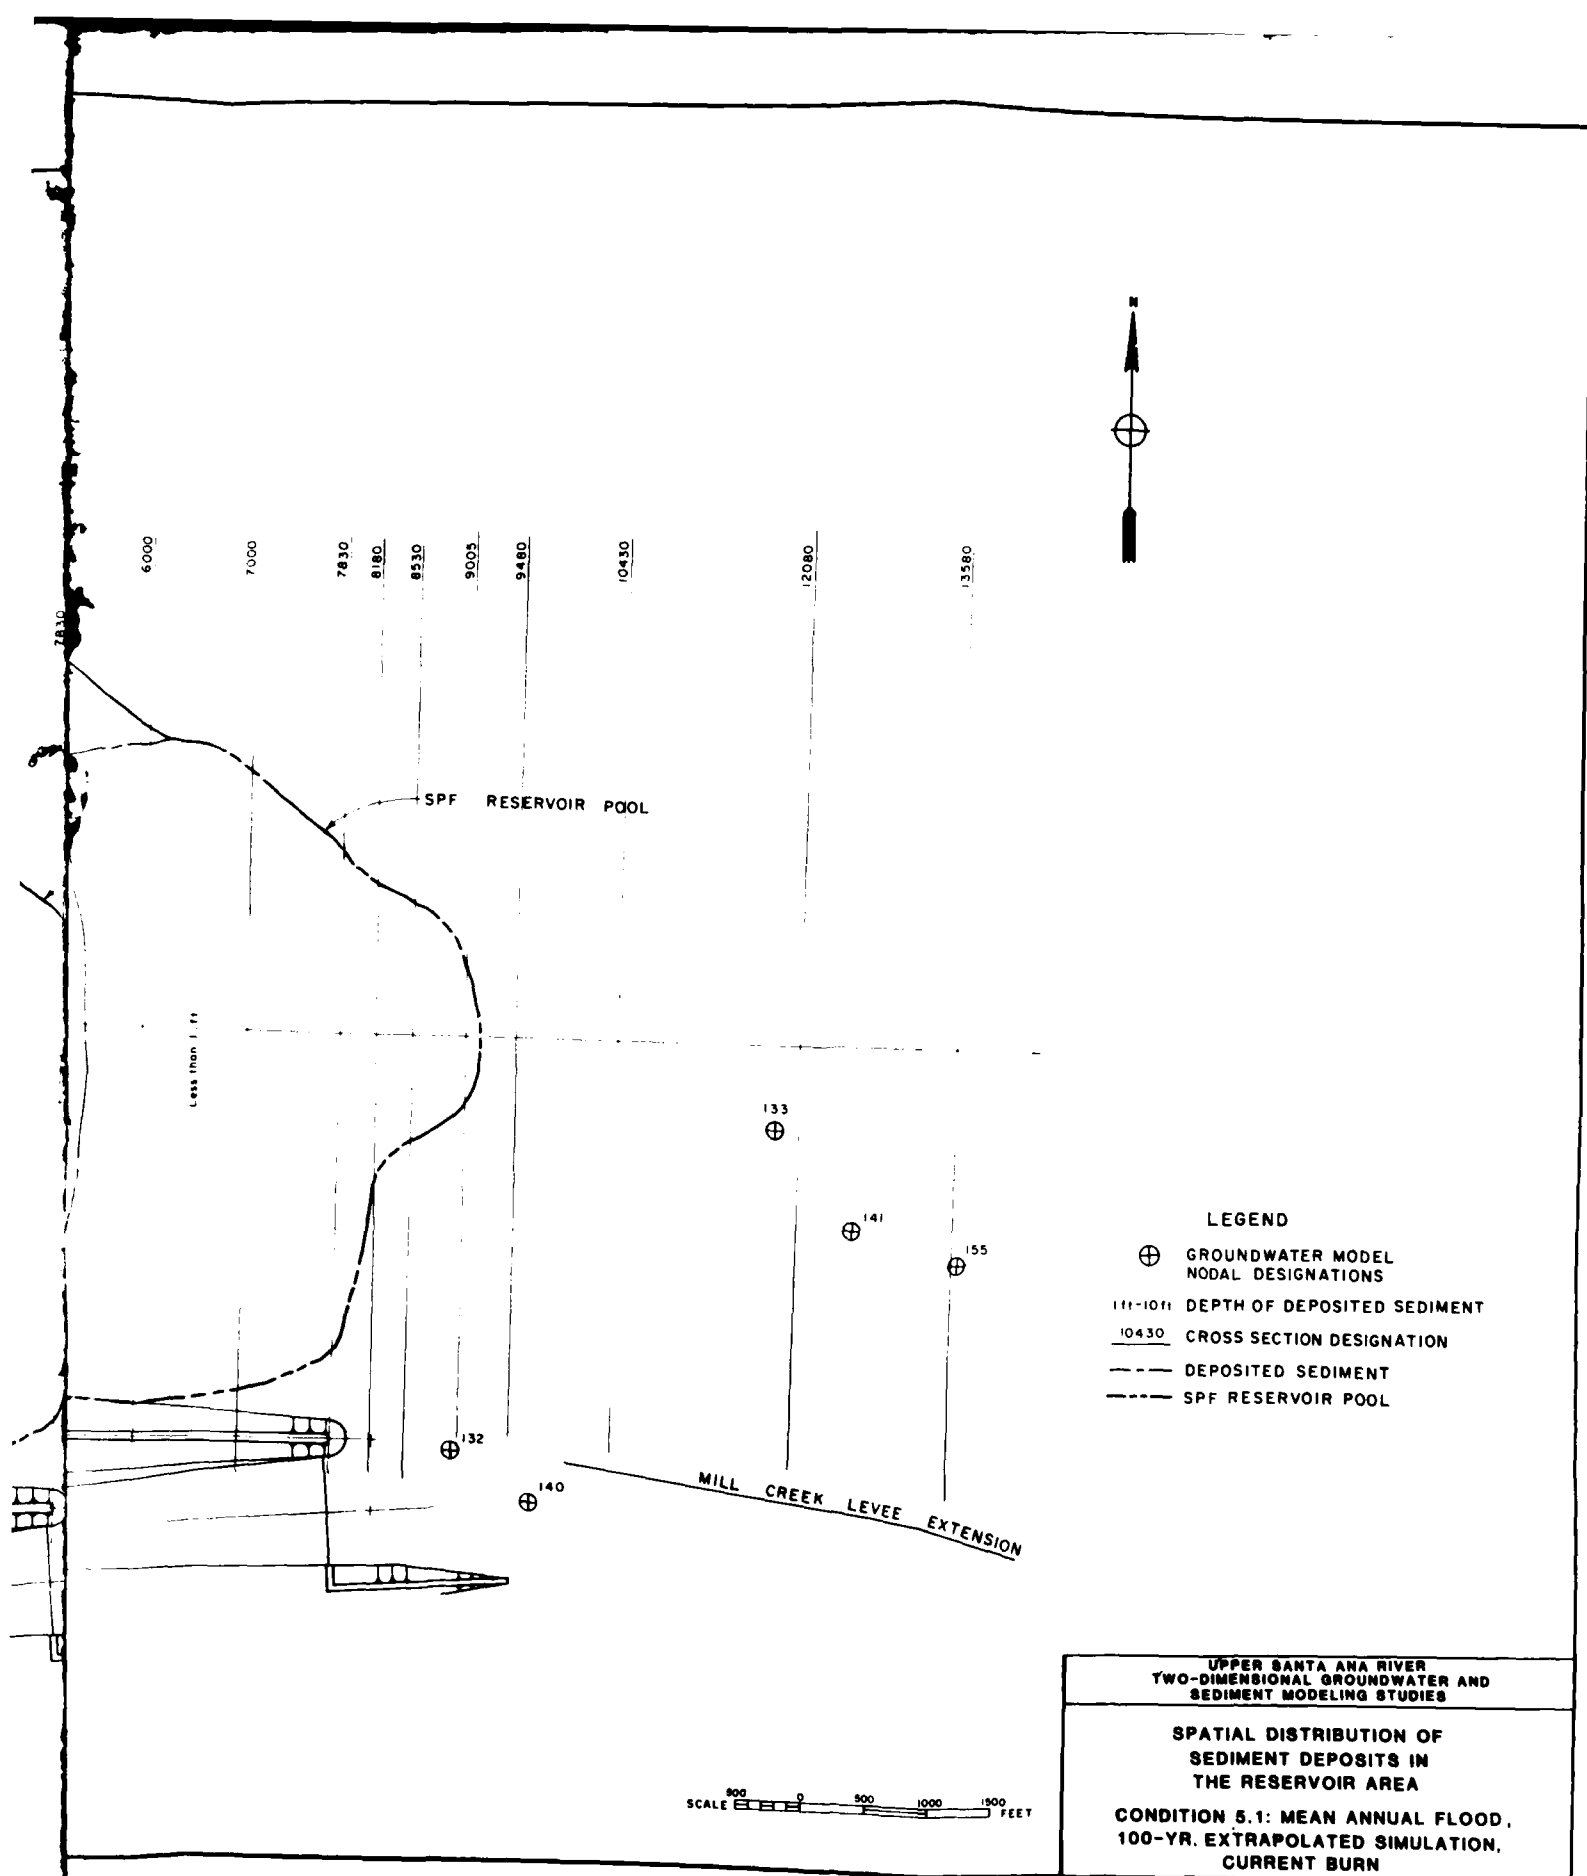 N
6000
7000
7830
8180
8530
9005
9480
10430
12080
13580
7830
SPF RESERVOIR POOL
Less than 1 ft
133
141
155
132
140
MILL CREEK LEVEE EXTENSION
LEGEND
GROUNDWATER MODEL
NODAL DESIGNATIONS
1ft-10ft DEPTH OF DEPOSITED SEDIMENT
10430 CROSS SECTION DESIGNATION
DEPOSITED SEDIMENT
SPF RESERVOIR POOL
UPPER SANTA ANA RIVER
TWO-DIMENSIONAL GROUNDWATER AND
SEDIMENT MODELING STUDIES
SPATIAL DISTRIBUTION OF
SEDIMENT DEPOSITS IN
THE RESERVOIR AREA
CONDITION 5.1: MEAN ANNUAL FLOOD,
100-YR. EXTRAPOLATED SIMULATION,
CURRENT BURN
500 0 500 1000 1500
SCALE FEET